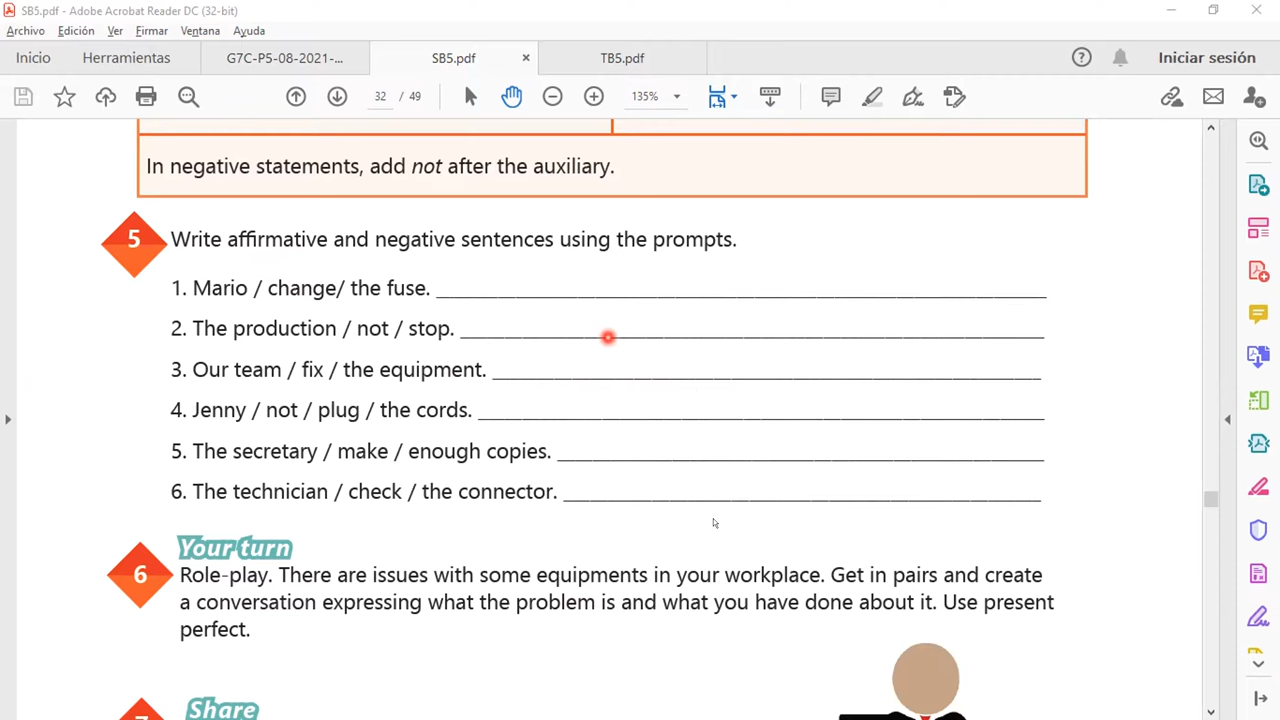 SB5.pdf - Adobe Acrobat Reader DC (32-bit)
Archivo Edición Ver Firmar Ventana Ayuda
Inicio Herramientas G7C-P5-08-2021-... SB5.pdf × TB5.pdf Iniciar sesión
32 / 49 135%
In negative statements, add not after the auxiliary.
5 Write affirmative and negative sentences using the prompts.
1. Mario / change/ the fuse. ____
2. The production / not / stop. ____
3. Our team / fix / the equipment. ____
4. Jenny / not / plug / the cords. ____
5. The secretary / make / enough copies. ____
6. The technician / check / the connector. ____
Your turn
6 Role-play. There are issues with some equipments in your workplace. Get in pairs and create
a conversation expressing what the problem is and what you have done about it. Use present
perfect.
Share